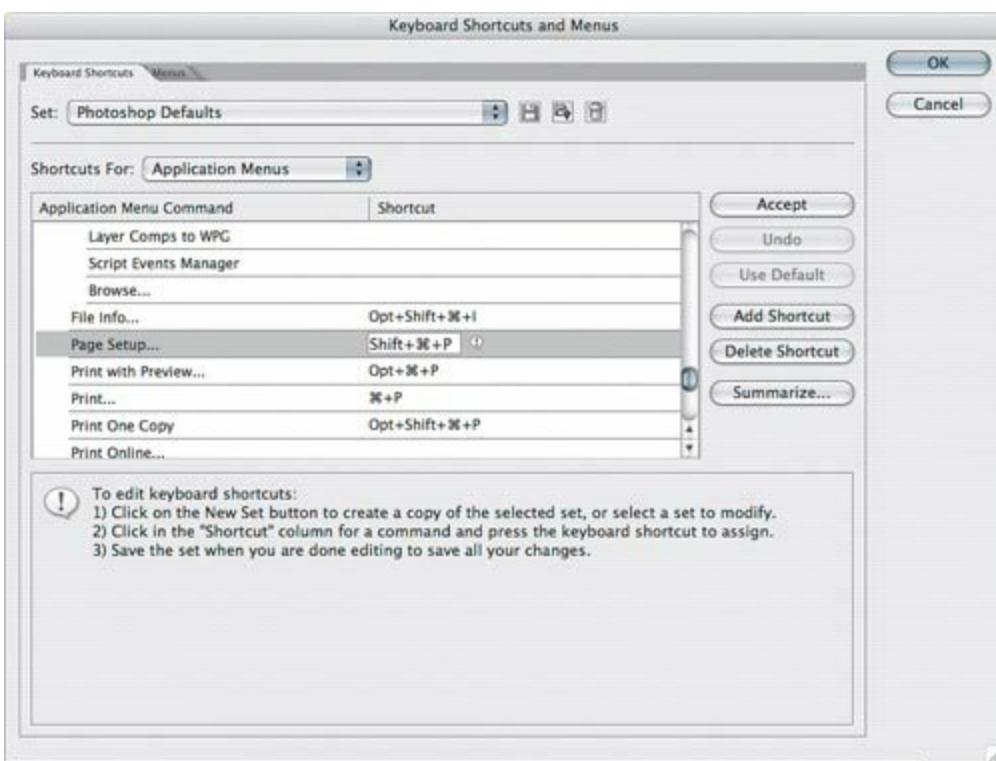 Keyboard Shortcuts and Menus
Keyboard Shortcuts Menus
OK
Set: Photoshop Defaults
Cancel
Shortcuts For: Application Menus
Application Menu Command Shortcut
Accept
Layer Comps to WPG
Undo
Script Events Manager
Use Default
Browse...
File Info... Opt+Shift+⌘+I
Add Shortcut
Page Setup... Shift+⌘+P
Delete Shortcut
Print with Preview... Opt+⌘+P
Print... ⌘+P
Summarize...
Print One Copy Opt+Shift+⌘+P
Print Online...
To edit keyboard shortcuts:
1) Click on the New Set button to create a copy of the selected set, or select a set to modify.
2) Click in the "Shortcut" column for a command and press the keyboard shortcut to assign.
3) Save the set when you are done editing to save all your changes.